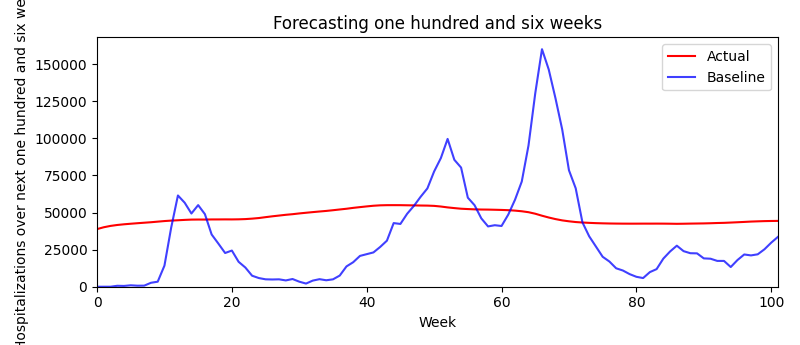 Forecasting one hundred and six weeks
Hospitalizations over next one hundred and six
150000
125000
100000
75000
50000
25000
0
Actual
Baseline
0
20
40
60
80
100
Week